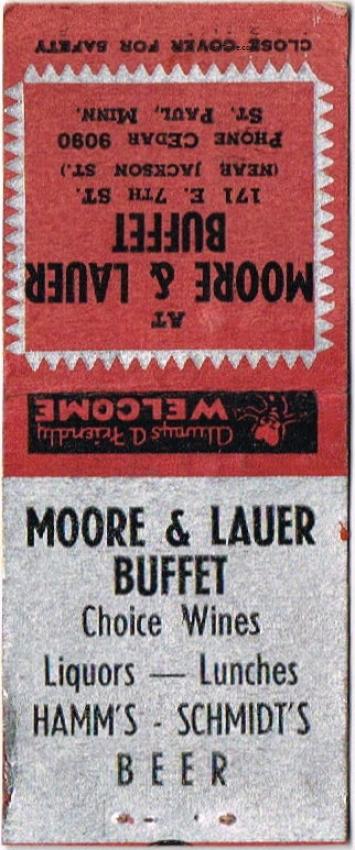 CLOSE COVER FOR SAFETY
AT
MOORE & LAUER
BUFFET
171 E. 7TH ST.
(NEAR JACKSON ST.)
PHONE CEDAR 9090
ST. PAUL, MINN.
Always a Friendly
WELCOME
MOORE & LAUER
BUFFET
Choice Wines
Liquors — Lunches
HAMM'S - SCHMIDT'S
BEER